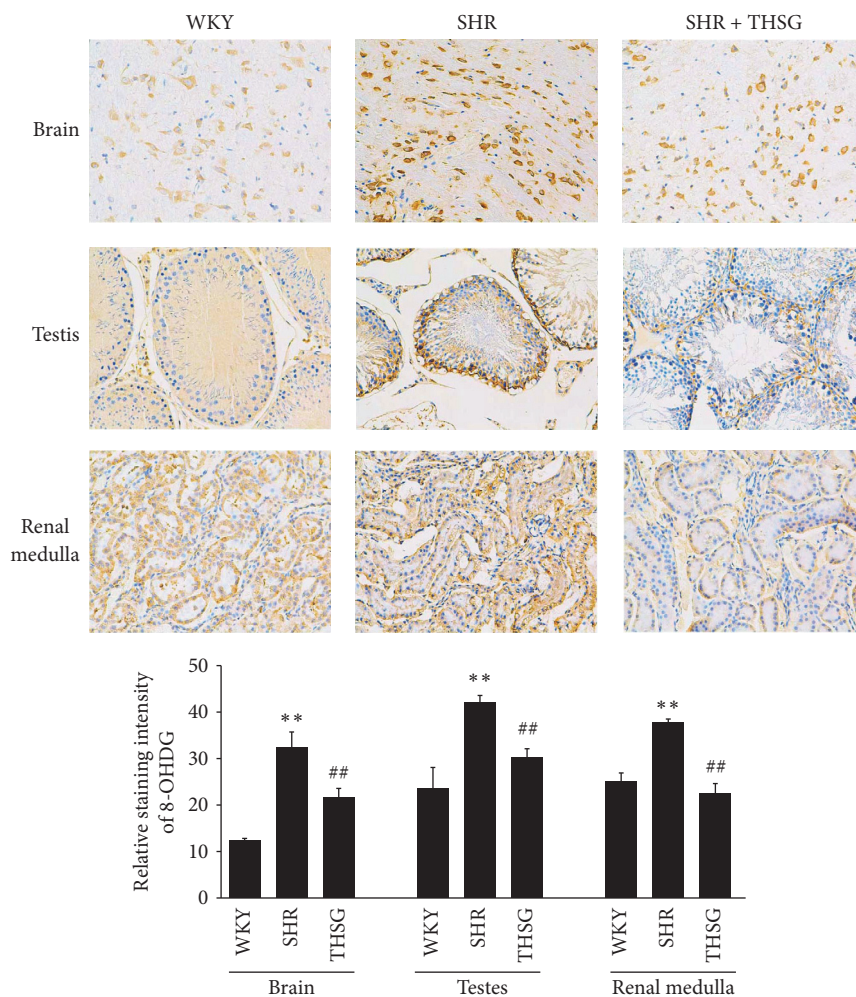 WKY SHR SHR + THSG
Brain
Testis
Renal
medulla
Relative staining intensity
of 8-OHDG
50
40
30
20
10
0
** ## ** ## ** ##
WKY SHR THSG WKY SHR THSG WKY SHR THSG
Brain Testes Renal medulla